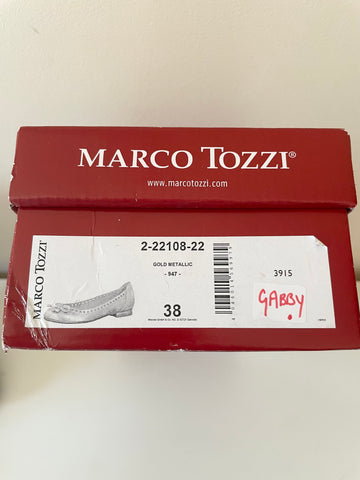 MARCO TOZZI®
www.marcotozzi.com
MARCO TOZZI
2-22108-22
GOLD METALLIC
- 947 -
38
3915
GABBY